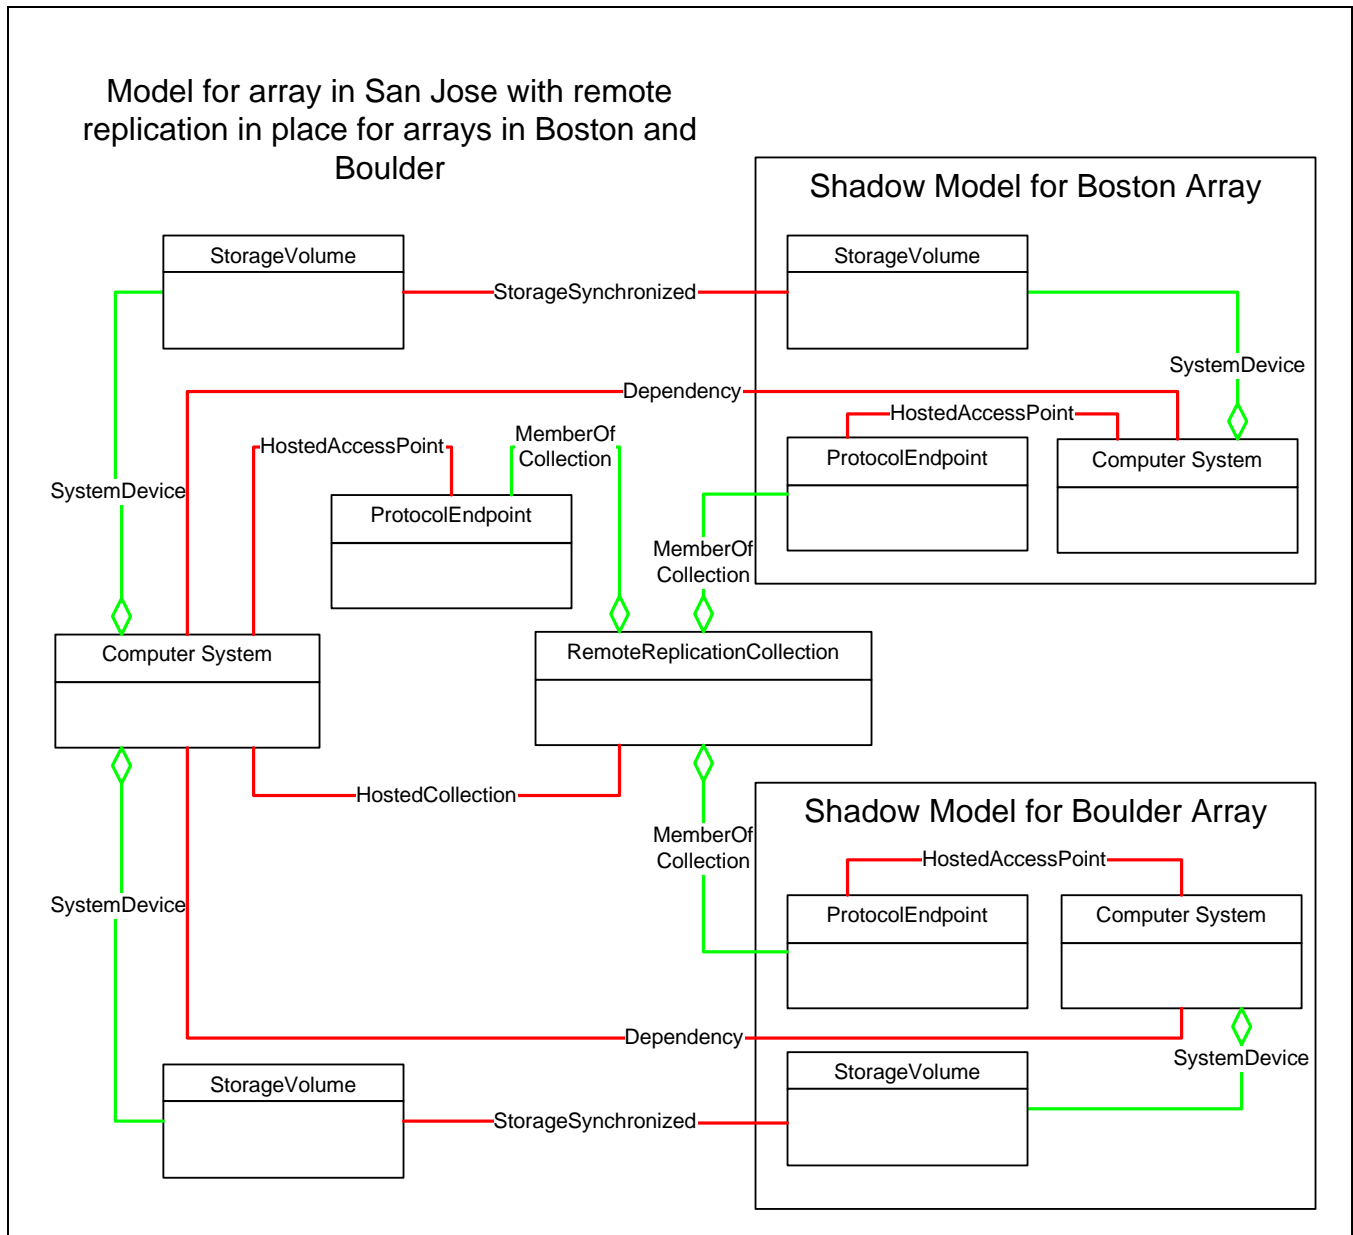 Model for array in San Jose with remote
replication in place for arrays in Boston and
Boulder
Shadow Model for Boston Array
StorageVolume
StorageVolume
StorageSynchronized
SystemDevice
Dependency
HostedAccessPoint
MemberOf
Collection
HostedAccessPoint
ProtocolEndpoint
Computer System
SystemDevice
ProtocolEndpoint
MemberOf
Collection
Computer System
RemoteReplicationCollection
HostedCollection
Shadow Model for Boulder Array
MemberOf
Collection
HostedAccessPoint
SystemDevice
ProtocolEndpoint
Computer System
Dependency
SystemDevice
StorageVolume
StorageVolume
StorageSynchronized